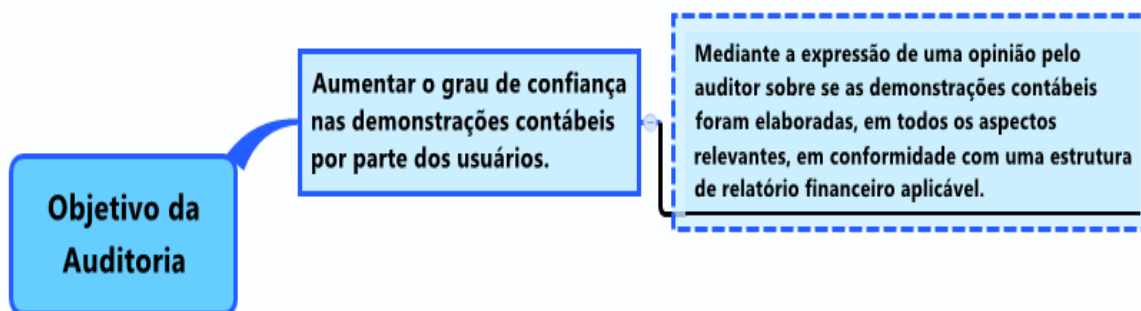 Objetivo da
Auditoria
Aumentar o grau de confiança
nas demonstrações contábeis
por parte dos usuários.
Mediante a expressão de uma opinião pelo
auditor sobre se as demonstrações contábeis
foram elaboradas, em todos os aspectos
relevantes, em conformidade com uma estrutura
de relatório financeiro aplicável.